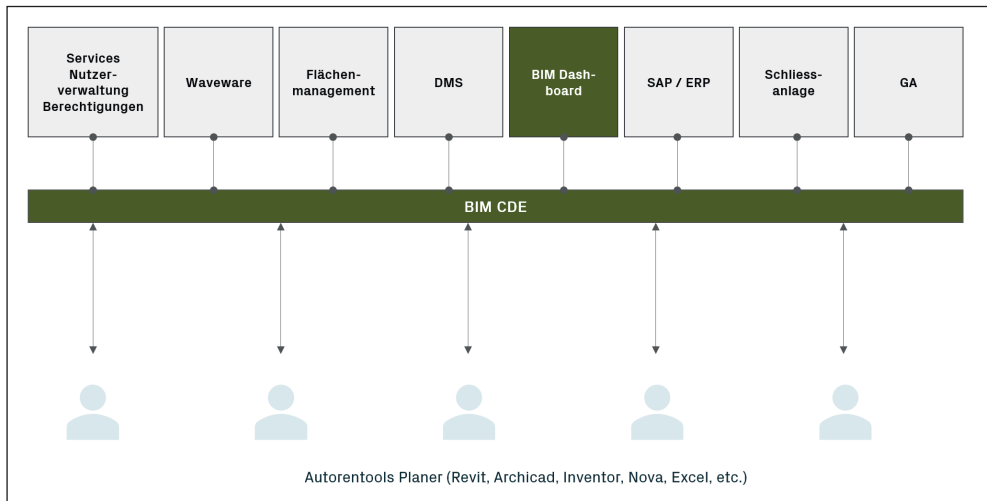 Services
Nutzer-
verwaltung
Berechtigungen
Waveware
Flächen-
management
DMS
BIM Dash-
board
SAP / ERP
Schliess-
anlage
GA
BIM CDE
Autorentools Planer (Revit, Archicad, Inventor, Nova, Excel, etc.)